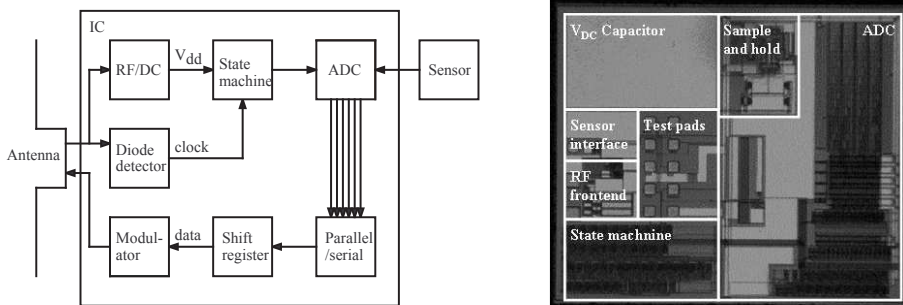 IC
V_dd
RF/DC
State
machine
ADC
Sensor
Antenna
Diode
detector
clock
Modul-
ator
data
Shift
register
Parallel
/serial
V_DC Capacitor
Sample
and hold
ADC
Sensor
interface
Test pads
RF
frontend
State machnine